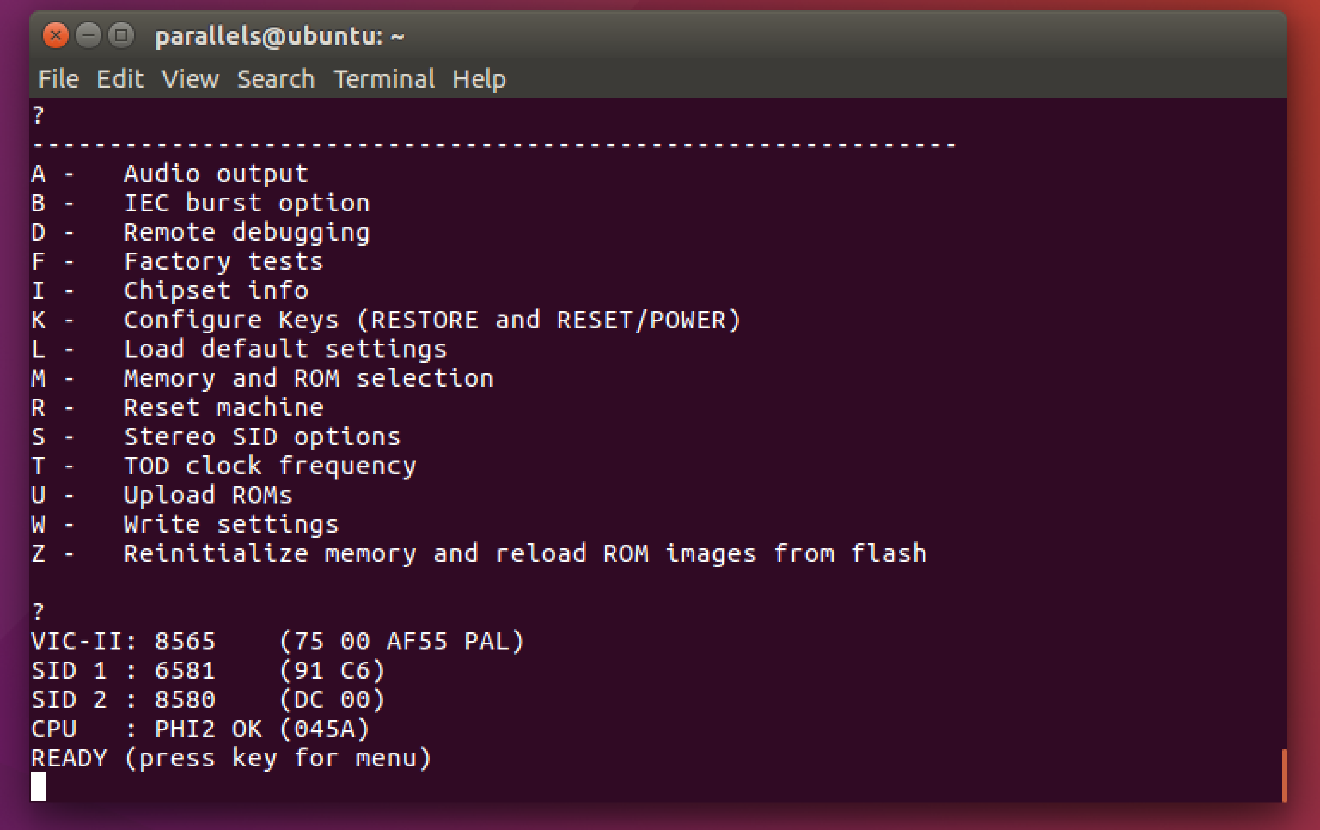 parallels@ubuntu: ~
File Edit View Search Terminal Help
?
------------------------------------------------------------
A -   Audio output
B -   IEC burst option
D -   Remote debugging
F -   Factory tests
I -   Chipset info
K -   Configure Keys (RESTORE and RESET/POWER)
L -   Load default settings
M -   Memory and ROM selection
R -   Reset machine
S -   Stereo SID options
T -   TOD clock frequency
U -   Upload ROMs
W -   Write settings
Z -   Reinitialize memory and reload ROM images from flash
?
VIC-II: 8565    (75 00 AF55 PAL)
SID 1 : 6581    (91 C6)
SID 2 : 8580    (DC 00)
CPU   : PHI2 OK (045A)
READY (press key for menu)